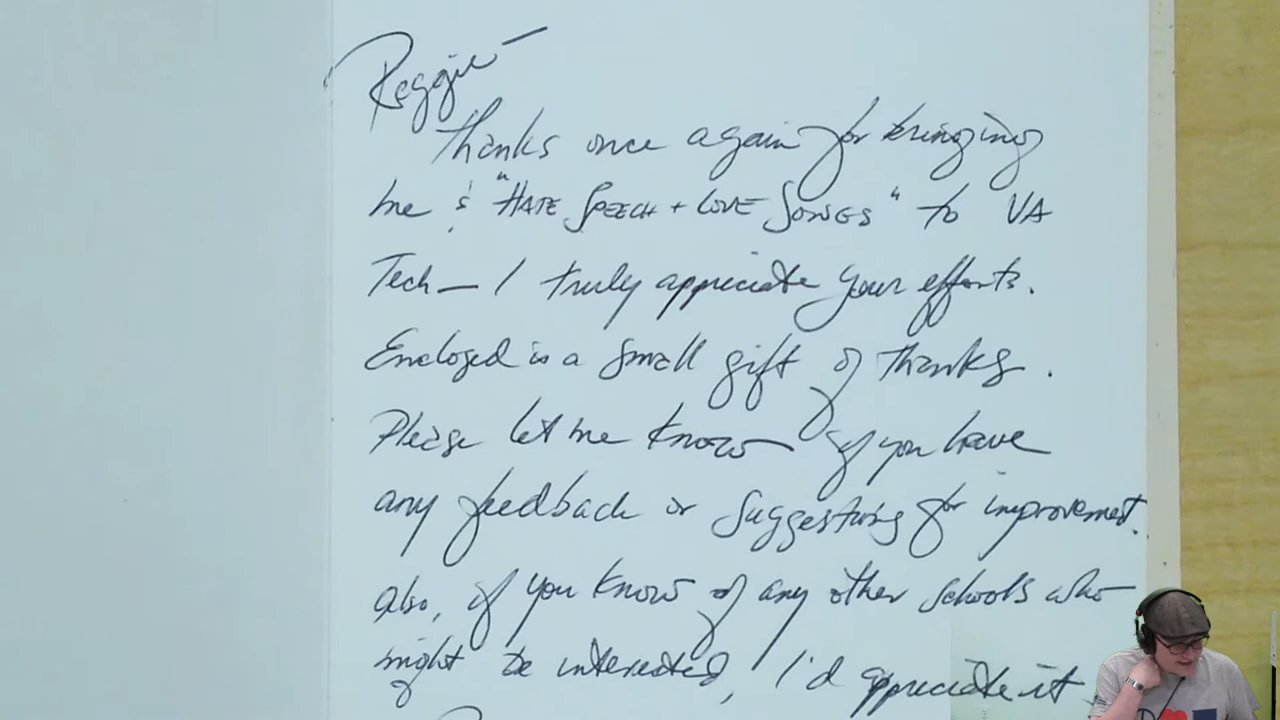 Reggie —
Thanks once again for bringing
me & "HATE SPEECH + LOVE SONGS" to VA
Tech — I truly appreciate your efforts.
Enclosed is a small gift of thanks.
Please let me know if you have
any feedback or suggestions for improvement.
also, if you know of any other schools who
might be interested, I'd appreciate it